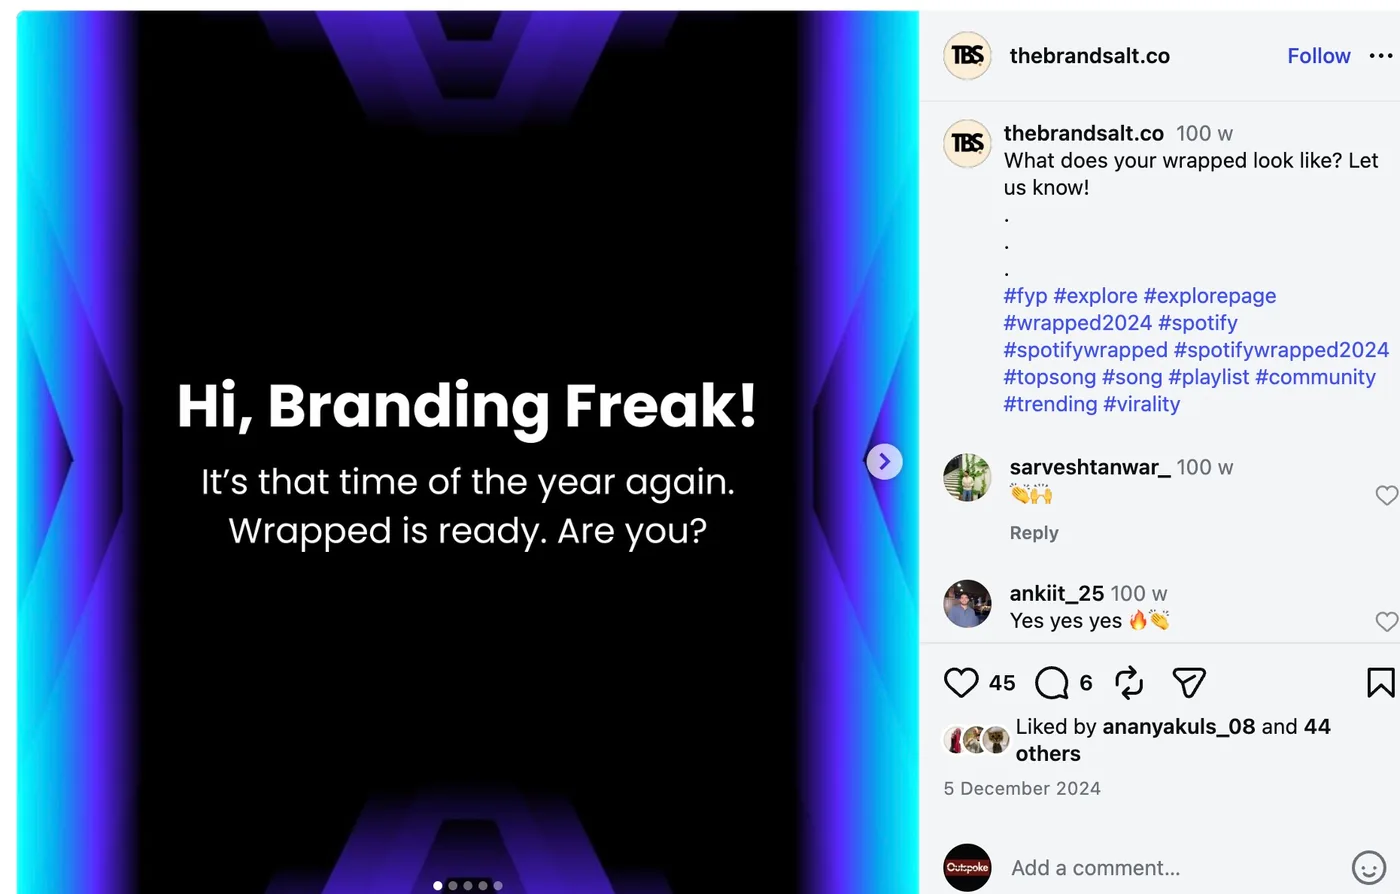 Hi, Branding Freak!
It’s that time of the year again.
Wrapped is ready. Are you?
TBS
thebrandsalt.co
Follow
TBS
thebrandsalt.co 100 w
What does your wrapped look like? Let
us know!
.
.
.
#fyp #explore #explorepage
#wrapped2024 #spotify
#spotifywrapped #spotifywrapped2024
#topsong #song #playlist #community
#trending #virality
sarveshtanwar_ 100 w
👏🙌
Reply
ankiit_25 100 w
Yes yes yes 🔥👏
45
6
Liked by ananyakuls_08 and 44
others
5 December 2024
Outspoke
Add a comment...